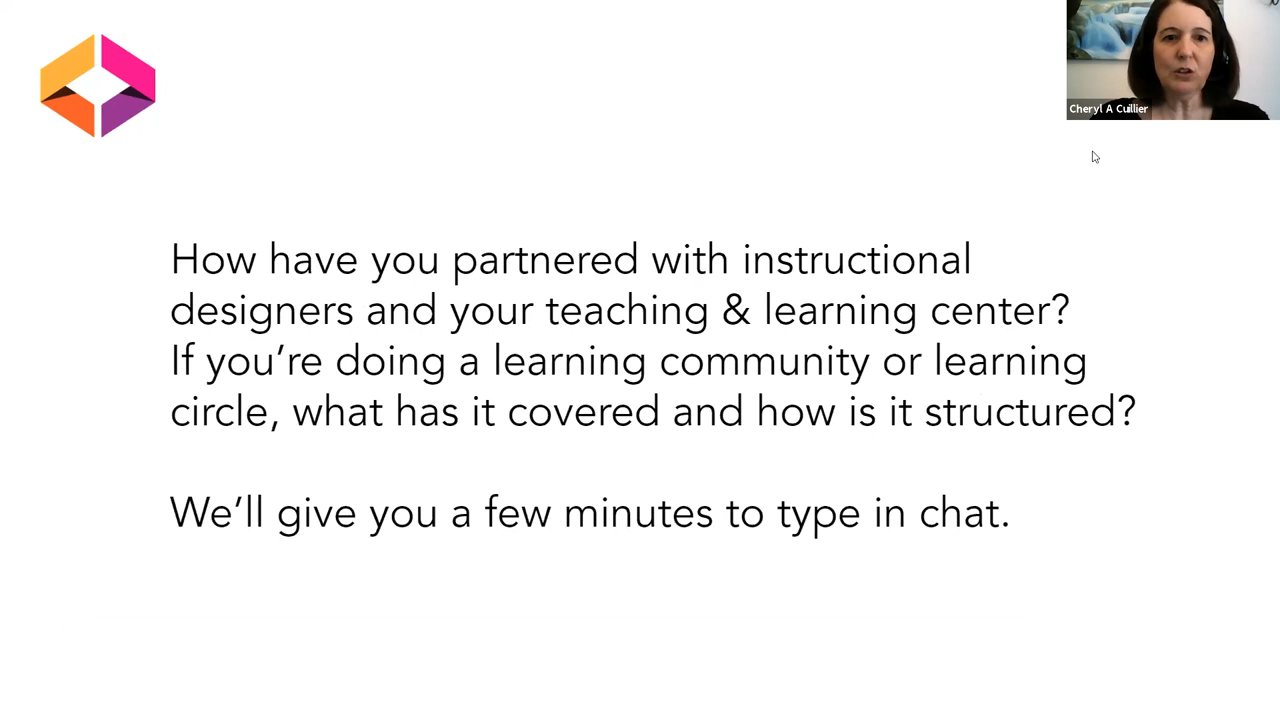 Cheryl A Cuillier
How have you partnered with instructional
designers and your teaching & learning center?
If you’re doing a learning community or learning
circle, what has it covered and how is it structured?
We’ll give you a few minutes to type in chat.